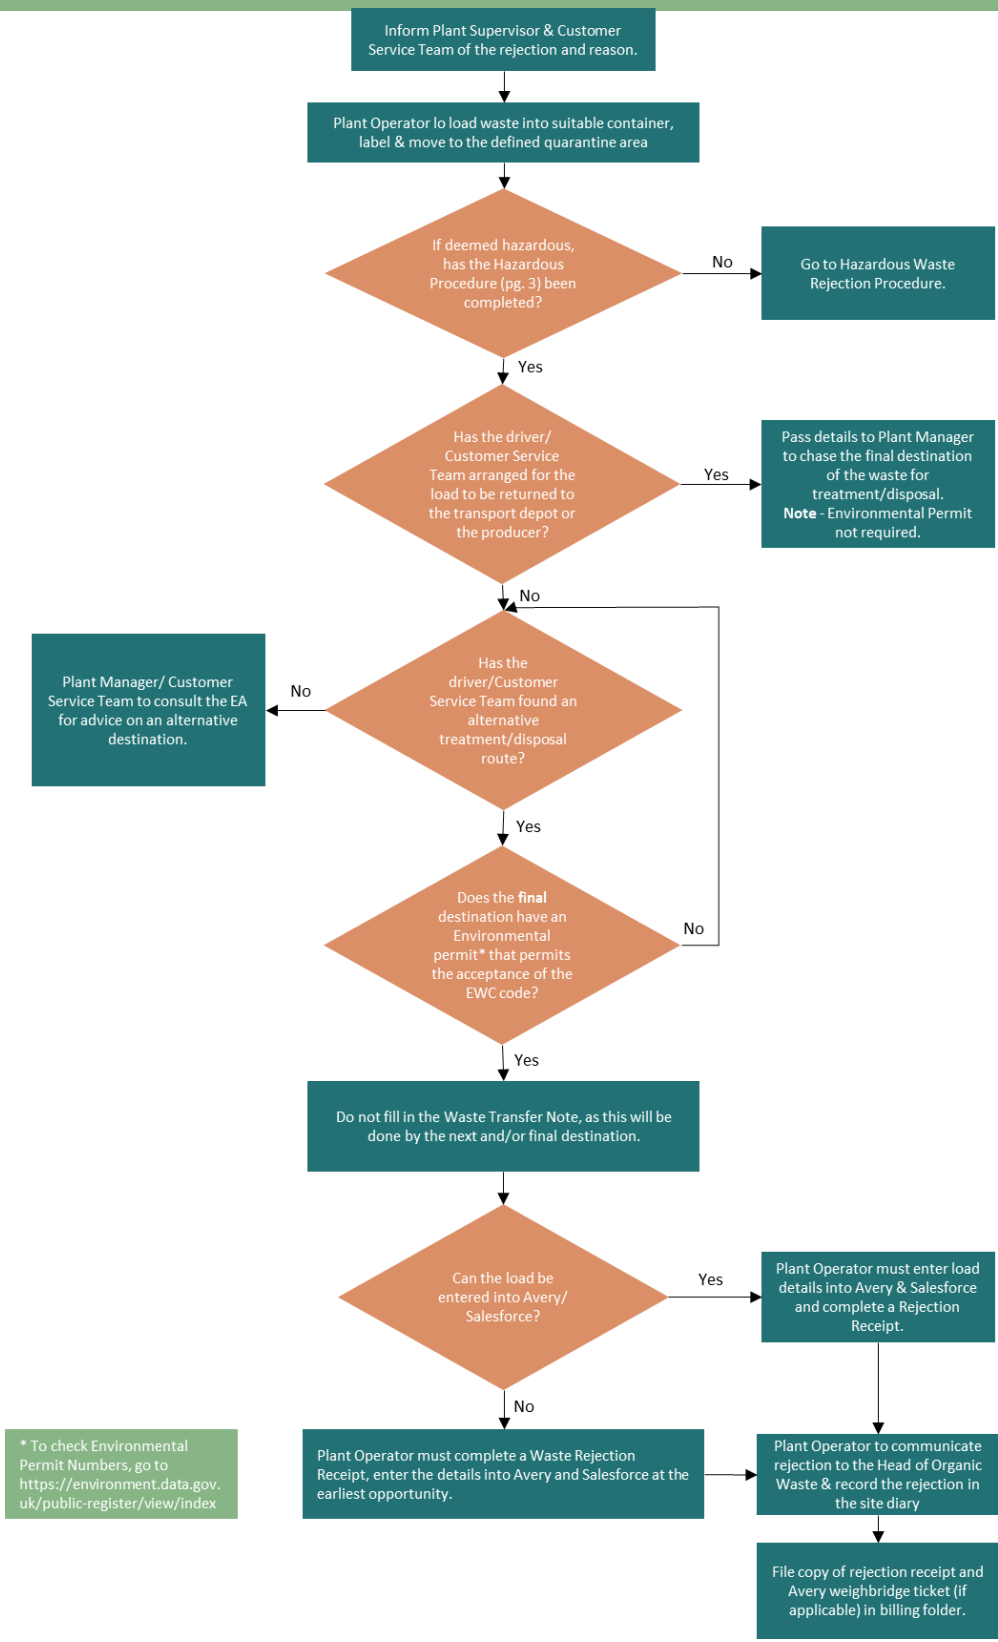 Inform Plant Supervisor & Customer
Service Team of the rejection and reason.
Plant Operator lo load waste into suitable container,
label & move to the defined quarantine area
If deemed hazardous,
has the Hazardous
Procedure (pg. 3) been
completed?
No
Go to Hazardous Waste
Rejection Procedure.
Yes
Has the driver/
Customer Service
Team arranged for the
load to be returned to
the transport depot or
the producer?
Yes
Pass details to Plant Manager
to chase the final destination
of the waste for
treatment/disposal.
Note - Environmental Permit
not required.
No
Has the
driver/Customer
Service Team found an
alternative
treatment/disposal
route?
No
Plant Manager/ Customer
Service Team to consult the EA
for advice on an alternative
destination.
Yes
Does the final
destination have an
Environmental
permit* that permits
the acceptance of the
EWC code?
No
Yes
Do not fill in the Waste Transfer Note, as this will be
done by the next and/or final destination.
Can the load be
entered into Avery/
Salesforce?
Yes
Plant Operator must enter load
details into Avery & Salesforce
and complete a Rejection
Receipt.
No
* To check Environmental
Permit Numbers, go to
https://environment.data.gov.
uk/public-register/view/index
Plant Operator must complete a Waste Rejection
Receipt, enter the details into Avery and Salesforce at the
earliest opportunity.
Plant Operator to communicate
rejection to the Head of Organic
Waste & record the rejection in
the site diary
File copy of rejection receipt and
Avery weighbridge ticket (if
applicable) in billing folder.